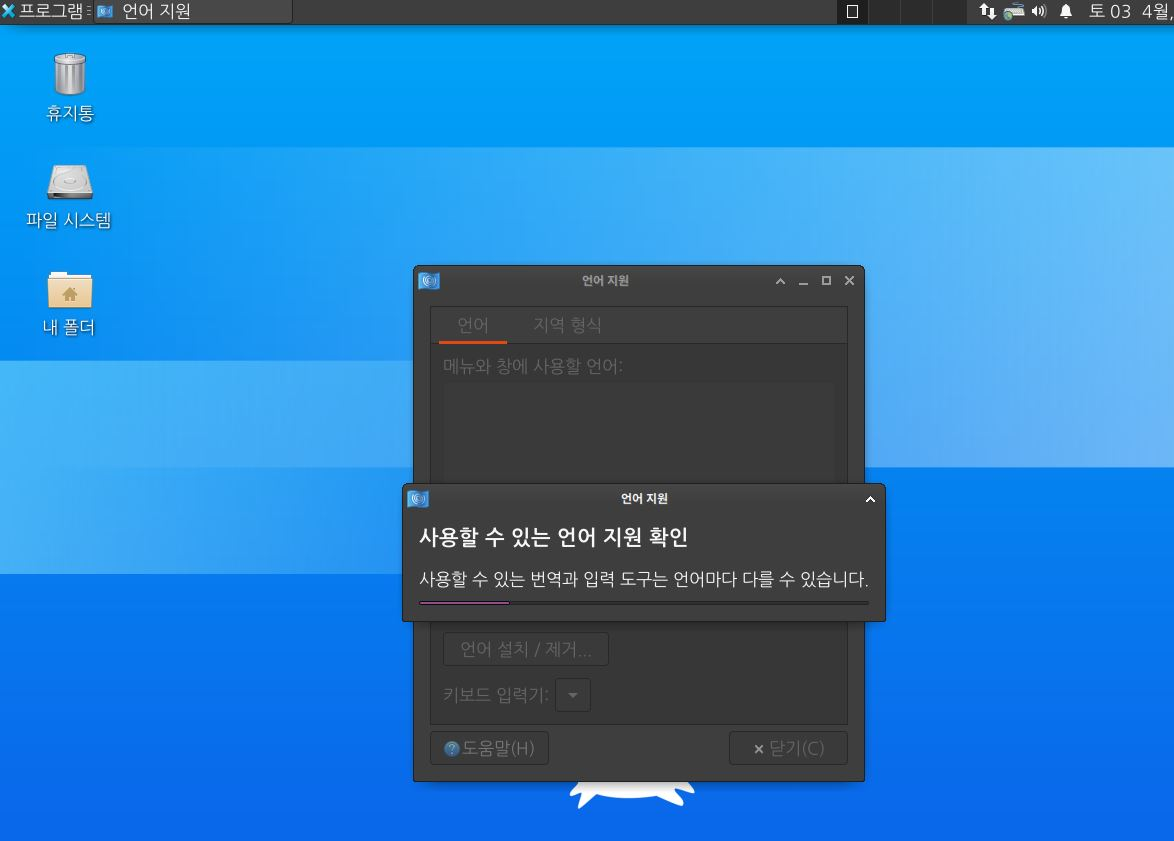 프로그램
언어 지원
토 03 4월,
휴지통
파일 시스템
내 폴더
언어 지원
언어
지역 형식
메뉴와 창에 사용할 언어:
언어 지원
사용할 수 있는 언어 지원 확인
사용할 수 있는 번역과 입력 도구는 언어마다 다를 수 있습니다.
언어 설치 / 제거...
키보드 입력기:
도움말(H)
닫기(C)